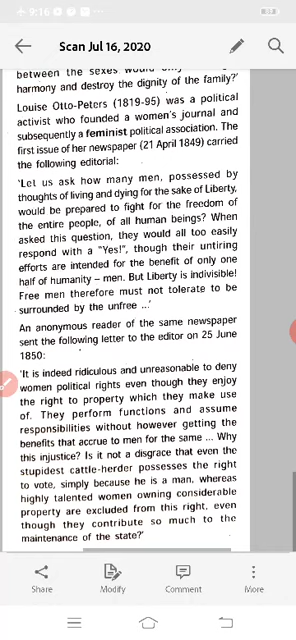 9:16
Scan Jul 16, 2020
between the sexes would only
harmony and destroy the dignity of the family?'
Louise Otto-Peters (1819-95) was a political
activist who founded a women's journal and
subsequently a feminist political association. The
first issue of her newspaper (21 April 1849) carried
the following editorial:
'Let us ask how many men, possessed by
thoughts of living and dying for the sake of Liberty,
would be prepared to fight for the freedom of
the entire people, of all human beings? When
asked this question, they would all too easily
respond with a "Yes!", though their untiring
efforts are intended for the benefit of only one
half of humanity – men. But Liberty is indivisible!
Free men therefore must not tolerate to be
surrounded by the unfree ...'
An anonymous reader of the same newspaper
sent the following letter to the editor on 25 June
1850:
'It is indeed ridiculous and unreasonable to deny
women political rights even though they enjoy
the right to property which they make use
of. They perform functions and assume
responsibilities without however getting the
benefits that accrue to men for the same ... Why
this injustice? Is it not a disgrace that even the
stupidest cattle-herder possesses the right
to vote, simply because he is a man, whereas
highly talented women owning considerable
property are excluded from this right, even
though they contribute so much to the
maintenance of the state?'
Share Modify Comment More